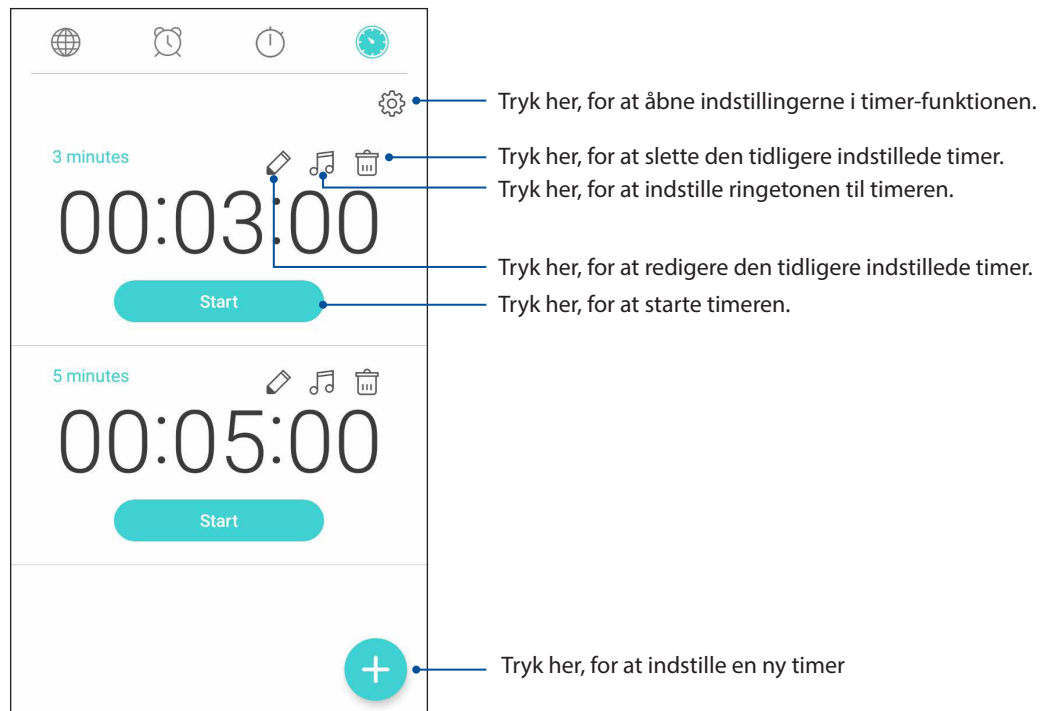 Tryk her, for at åbne indstillingerne i timer-funktionen.
3 minutes
Tryk her, for at slette den tidligere indstillede timer.
Tryk her, for at indstille ringetonen til timeren.
00:03:00
Tryk her, for at redigere den tidligere indstillede timer.
Start
Tryk her, for at starte timeren.
5 minutes
00:05:00
Start
Tryk her, for at indstille en ny timer